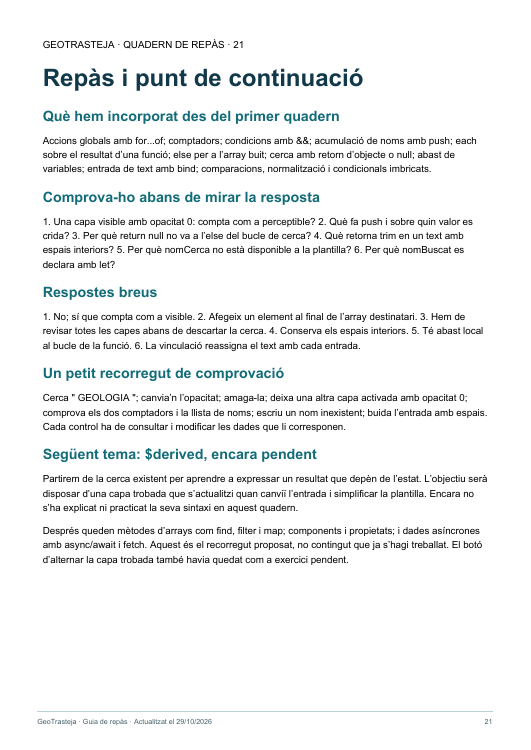 GEOTRASTEJA · QUADERN DE REPÀS · 21
Repàs i punt de continuació
Què hem incorporat des del primer quadern
Accions globals amb for...of; comptadors; condicions amb &&; acumulació de noms amb push; each
sobre el resultat d’una funció; else per a l’array buit; cerca amb retorn d’objecte o null; abast de
variables; entrada de text amb bind; comparacions, normalització i condicionals imbricats.
Comprova-ho abans de mirar la resposta
1. Una capa visible amb opacitat 0: compta com a perceptible? 2. Què fa push i sobre quin valor es
crida? 3. Per què return null no va a l’else del bucle de cerca? 4. Què retorna trim en un text amb
espais interiors? 5. Per què nomCerca no està disponible a la plantilla? 6. Per què nomBuscat es
declara amb let?
Respostes breus
1. No; sí que compta com a visible. 2. Afegeix un element al final de l’array destinatari. 3. Hem de
revisar totes les capes abans de descartar la cerca. 4. Conserva els espais interiors. 5. Té abast local
al bucle de la funció. 6. La vinculació reassigna el text amb cada entrada.
Un petit recorregut de comprovació
Cerca " GEOLOGIA "; canvia’n l’opacitat; amaga-la; deixa una altra capa activada amb opacitat 0;
comprova els dos comptadors i la llista de noms; escriu un nom inexistent; buida l’entrada amb espais.
Cada control ha de consultar i modificar les dades que li corresponen.
Següent tema: $derived, encara pendent
Partirem de la cerca existent per aprendre a expressar un resultat que depèn de l’estat. L’objectiu serà
disposar d’una capa trobada que s’actualitzi quan canviï l’entrada i simplificar la plantilla. Encara no
s’ha explicat ni practicat la seva sintaxi en aquest quadern.
Després queden mètodes d’arrays com find, filter i map; components i propietats; i dades asíncrones
amb async/await i fetch. Aquest és el recorregut proposat, no contingut que ja s’hagi treballat. El botó
d’alternar la capa trobada també havia quedat com a exercici pendent.
GeoTrasteja · Guia de repàs · Actualitzat el 29/10/2026
21